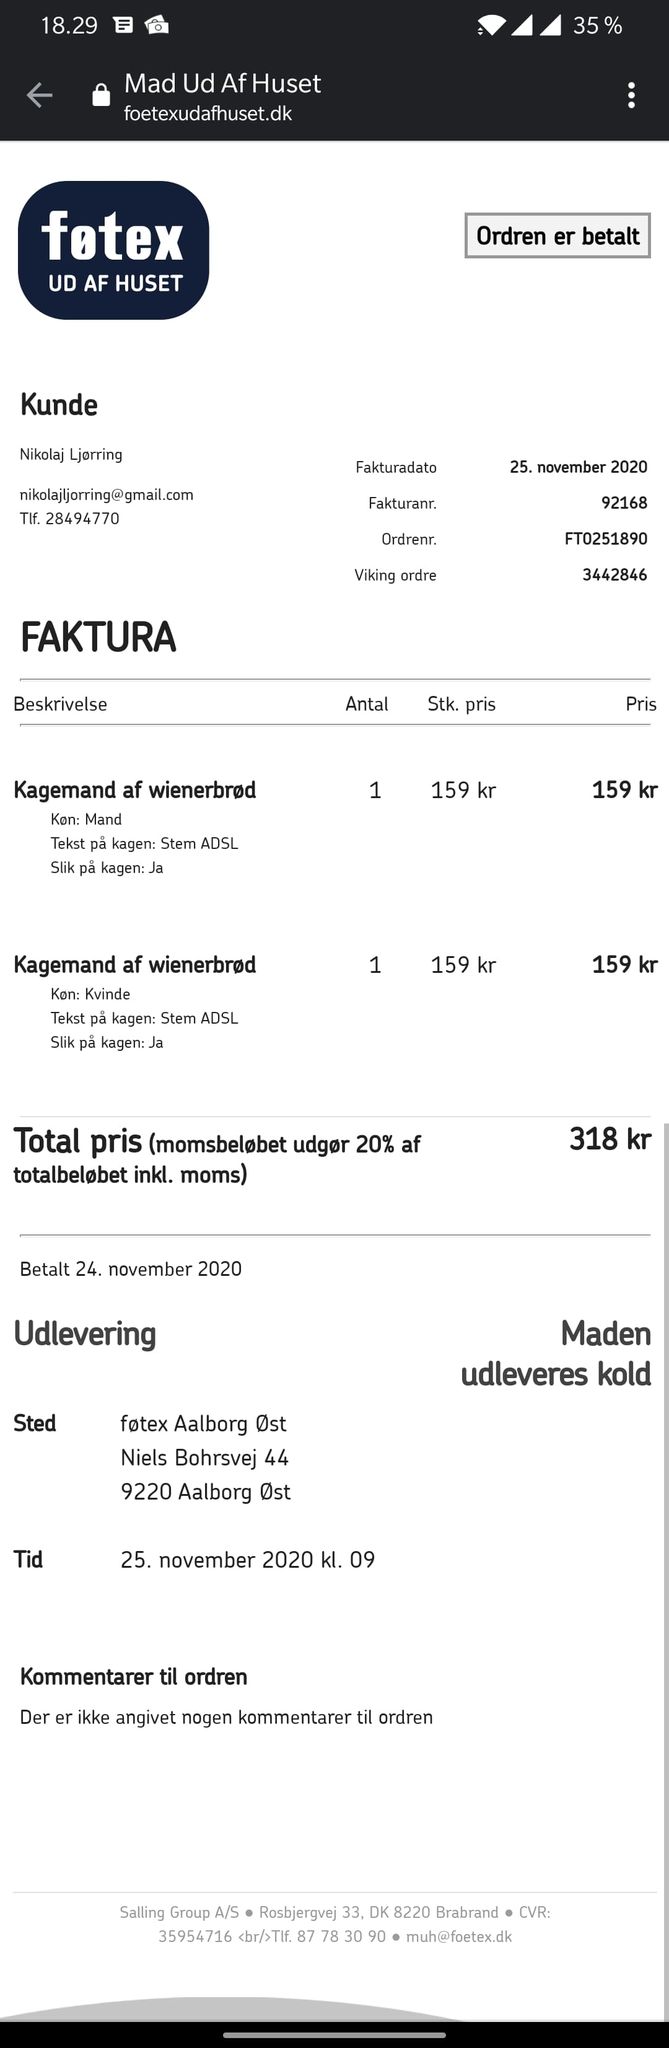 18.29
35 %
Mad Ud Af Huset
foetexudafhuset.dk
føtex
UD AF HUSET
Ordren er betalt
Kunde
Nikolaj Ljørring
nikolajljorring@gmail.com
Tlf. 28494770
Fakturadato 25. november 2020
Fakturanr. 92168
Ordrenr. FT0251890
Viking ordre 3442846
FAKTURA
Beskrivelse Antal Stk. pris Pris
Kagemand af wienerbrød 1 159 kr 159 kr
Køn: Mand
Tekst på kagen: Stem ADSL
Slik på kagen: Ja
Kagemand af wienerbrød 1 159 kr 159 kr
Køn: Kvinde
Tekst på kagen: Stem ADSL
Slik på kagen: Ja
Total pris (momsbeløbet udgør 20% af 318 kr
totalbeløbet inkl. moms)
Betalt 24. november 2020
Udlevering
Maden
udleveres kold
Sted føtex Aalborg Øst
Niels Bohrsvej 44
9220 Aalborg Øst
Tid 25. november 2020 kl. 09
Kommentarer til ordren
Der er ikke angivet nogen kommentarer til ordren
Salling Group A/S ● Rosbjergvej 33, DK 8220 Brabrand ● CVR:
35954716 <br/>Tlf. 87 78 30 90 ● muh@foetex.dk